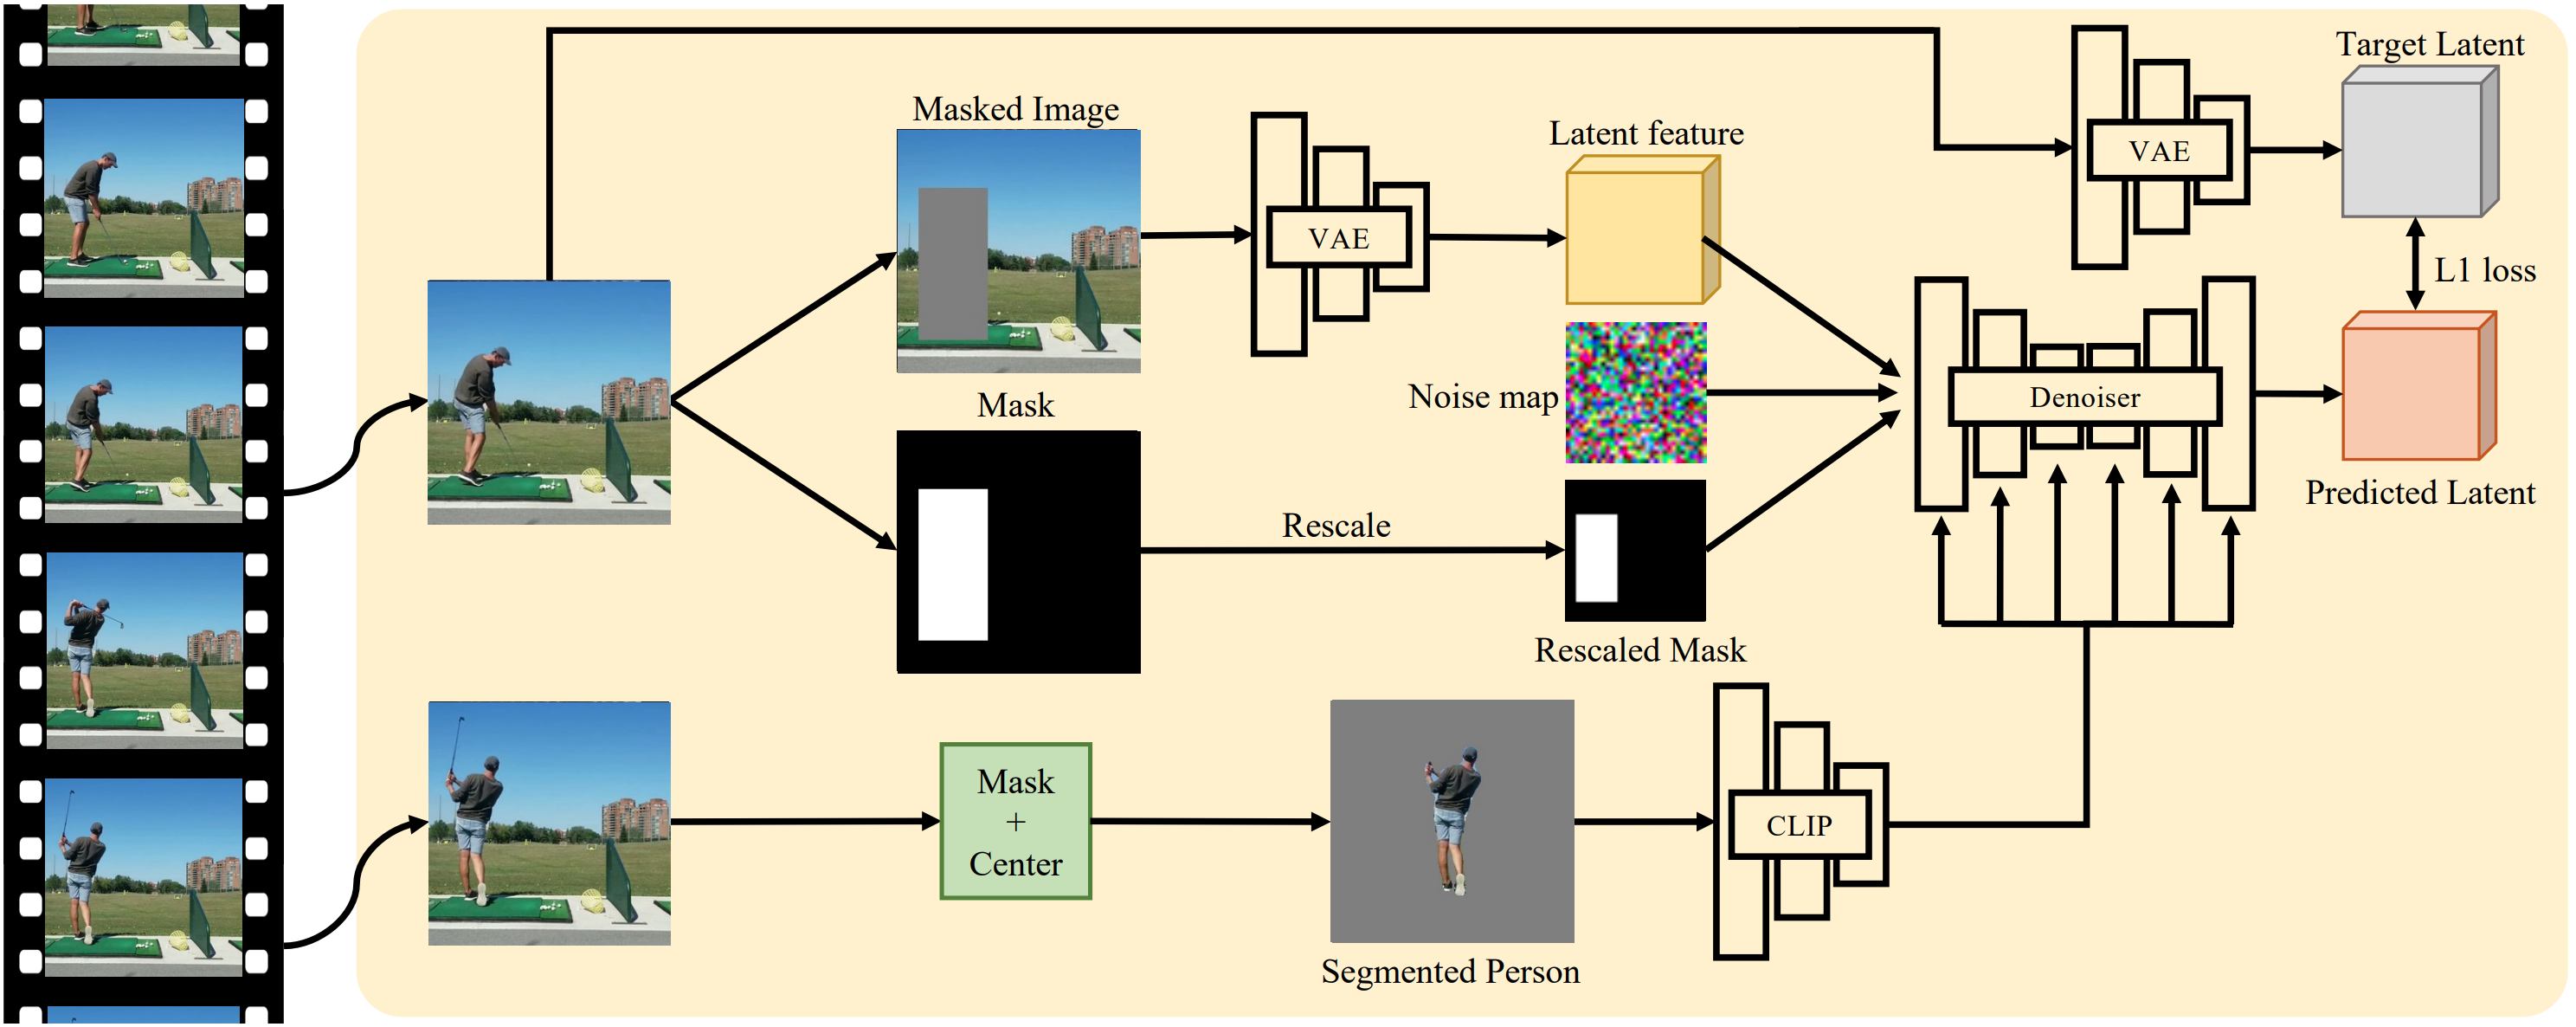 Target Latent
Masked Image
Latent feature
VAE
VAE
L1 loss
Mask
Noise map
Denoiser
Predicted Latent
Rescale
Rescaled Mask
Mask
+
Center
CLIP
Segmented Person